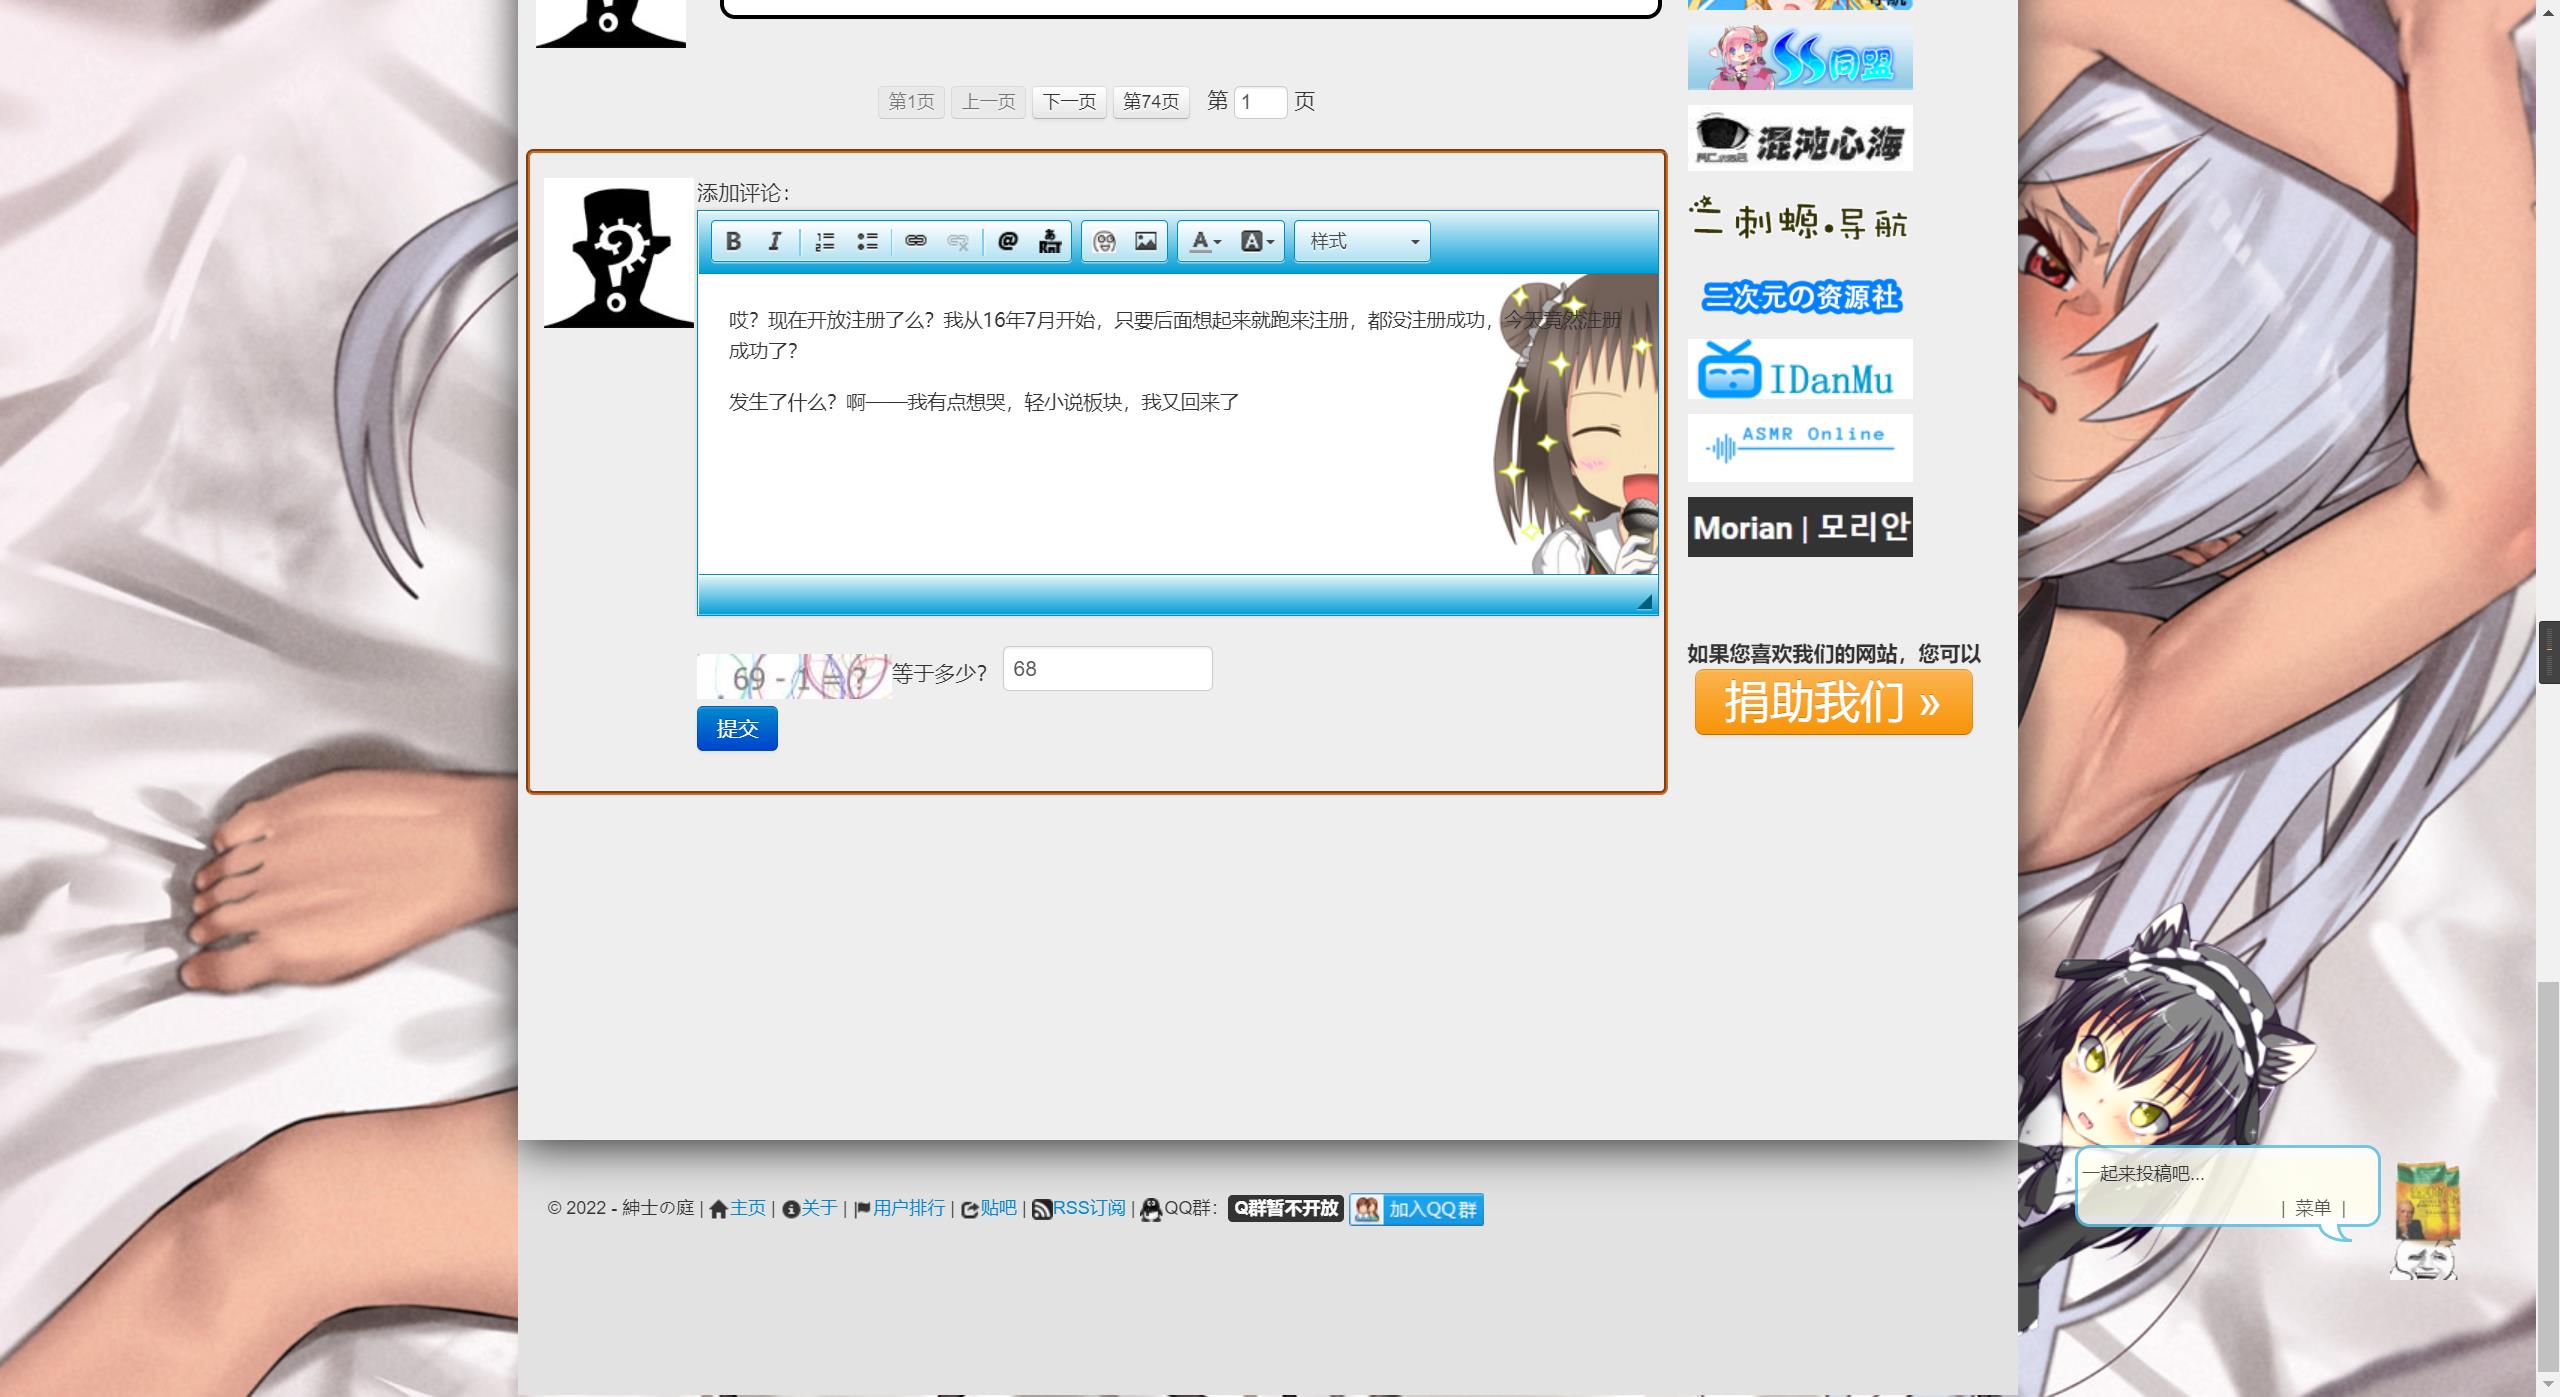 SS同盟
第1页 上一页 下一页 第74页 第 1 页
混沌心海
添加评论：
刺螈·导航
B I @ A A 样式
二次元の资源社
哎？现在开放注册了么？我从16年7月开始，只要后面想起来就跑来注册，都没注册成功，今天竟然注册
成功了？
发生了什么？啊——我有点想哭，轻小说板块，我又回来了
IDanMu
ASMR Online
Morian | 모리안
如果您喜欢我们的网站，您可以
捐助我们 »
69 - 1 = ? 等于多少？ 68
提交
一起来投稿吧...
| 菜单 |
© 2022 - 紳士の庭 | 主页 | 关于 | 用户排行 | 贴吧 | RSS订阅 | QQ群： Q群暂不开放 加入QQ群